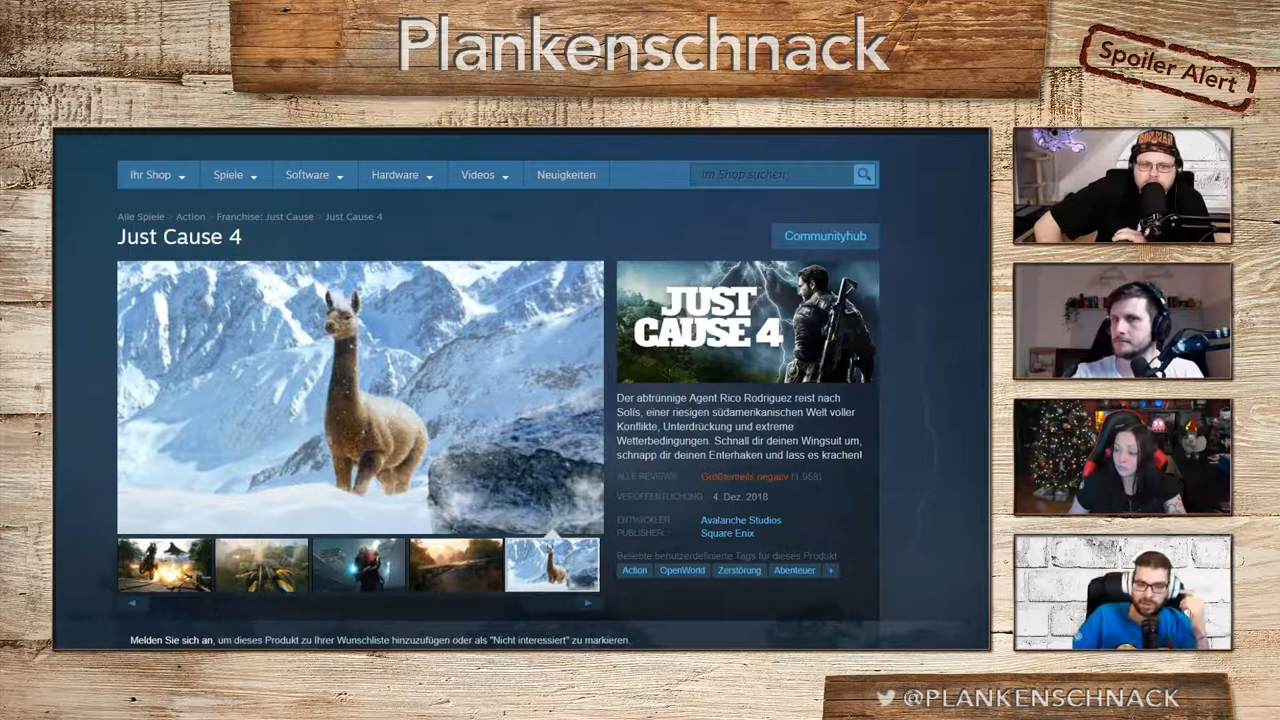 Plankenschnack
Spoiler Alert
Ihr Shop
Spiele
Software
Hardware
Videos
Neuigkeiten
Im Shop suchen
Alle Spiele > Action > Franchise: Just Cause > Just Cause 4
Just Cause 4
Communityhub
JUST
CAUSE 4
Der abtrünnige Agent Rico Rodriguez reist nach
Solís, einer riesigen südamerikanischen Welt voller
Konflikte, Unterdrückung und extreme
Wetterbedingungen. Schnall dir deinen Wingsuit um,
schnapp dir deinen Enterhaken und lass es krachen!
ALLE REVIEWS: Größtenteils negativ (1.958)
VERÖFFENTLICHUNG: 4. Dez. 2018
ENTWICKLER: Avalanche Studios
PUBLISHER: Square Enix
Beliebte benutzerdefinierte Tags für dieses Produkt
Action OpenWorld Zerstörung Abenteuer +
Melden Sie sich an, um dieses Produkt zu Ihrer Wunschliste hinzuzufügen oder als "Nicht interessiert" zu markieren.
@PLANKENSCHNACK